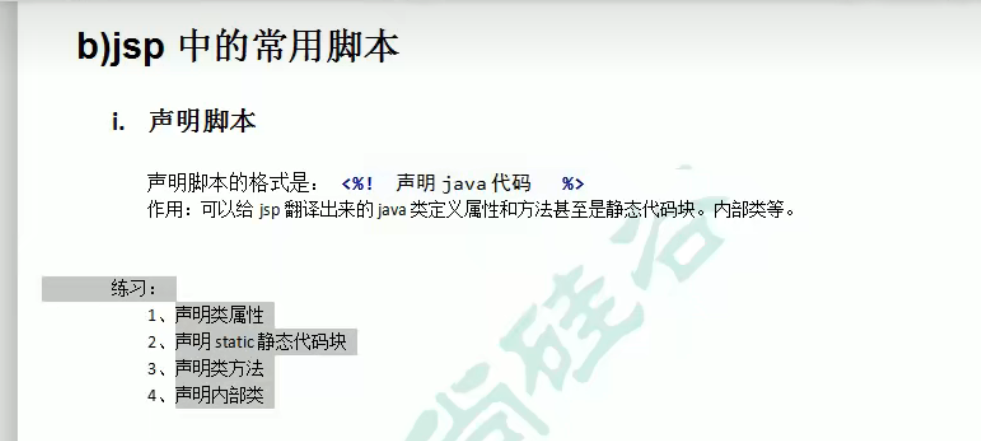 b)jsp 中的常用脚本
i. 声明脚本
声明脚本的格式是： <%! 声明 java 代码 %>
作用：可以给 jsp 翻译出来的 java 类定义属性和方法甚至是静态代码块。内部类等。
练习：
1、声明类属性
2、声明 static 静态代码块
3、声明类方法
4、声明内部类
尚硅谷